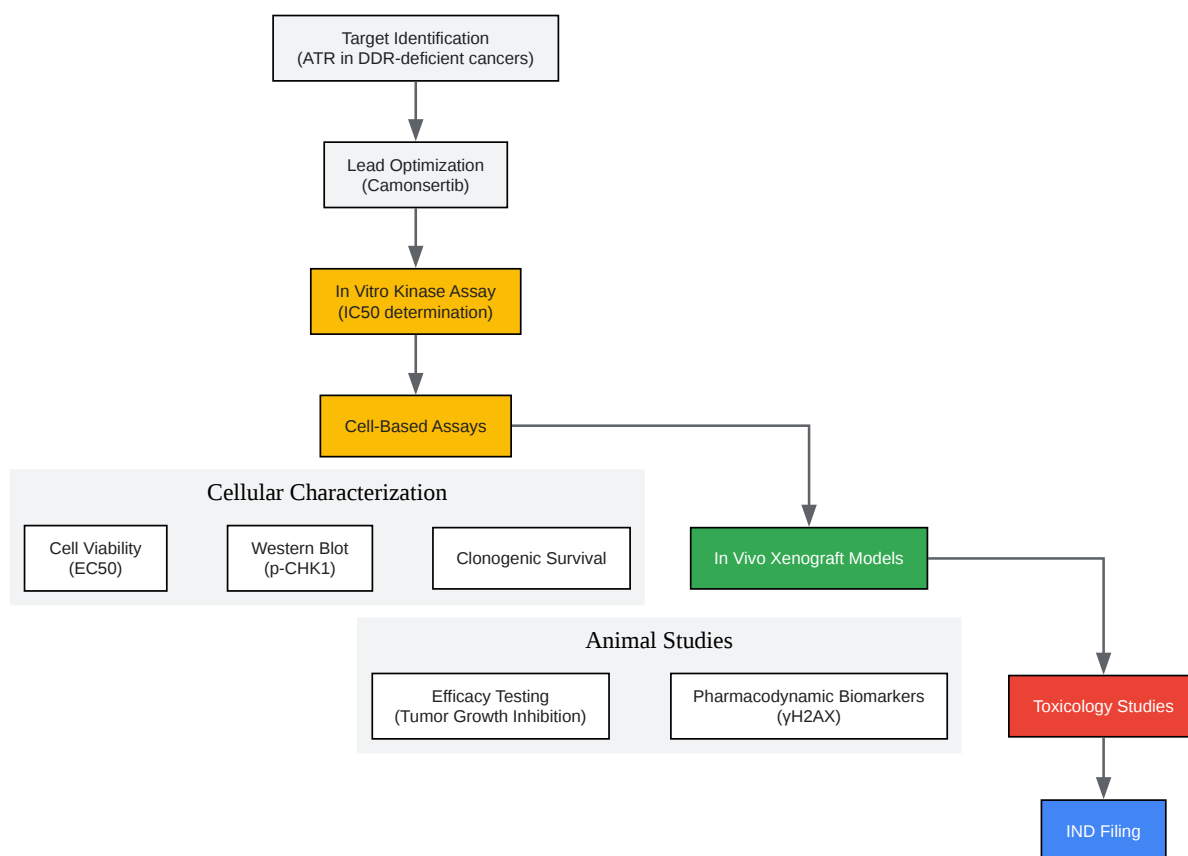 Target Identification
(ATR in DDR-deficient cancers)
Lead Optimization
(Camonsertib)
In Vitro Kinase Assay
(IC50 determination)
Cell-Based Assays
Cellular Characterization
Cell Viability
(EC50)
Western Blot
(p-CHK1)
Clonogenic Survival
In Vivo Xenograft Models
Animal Studies
Efficacy Testing
(Tumor Growth Inhibition)
Pharmacodynamic Biomarkers
(γH2AX)
Toxicology Studies
IND Filing